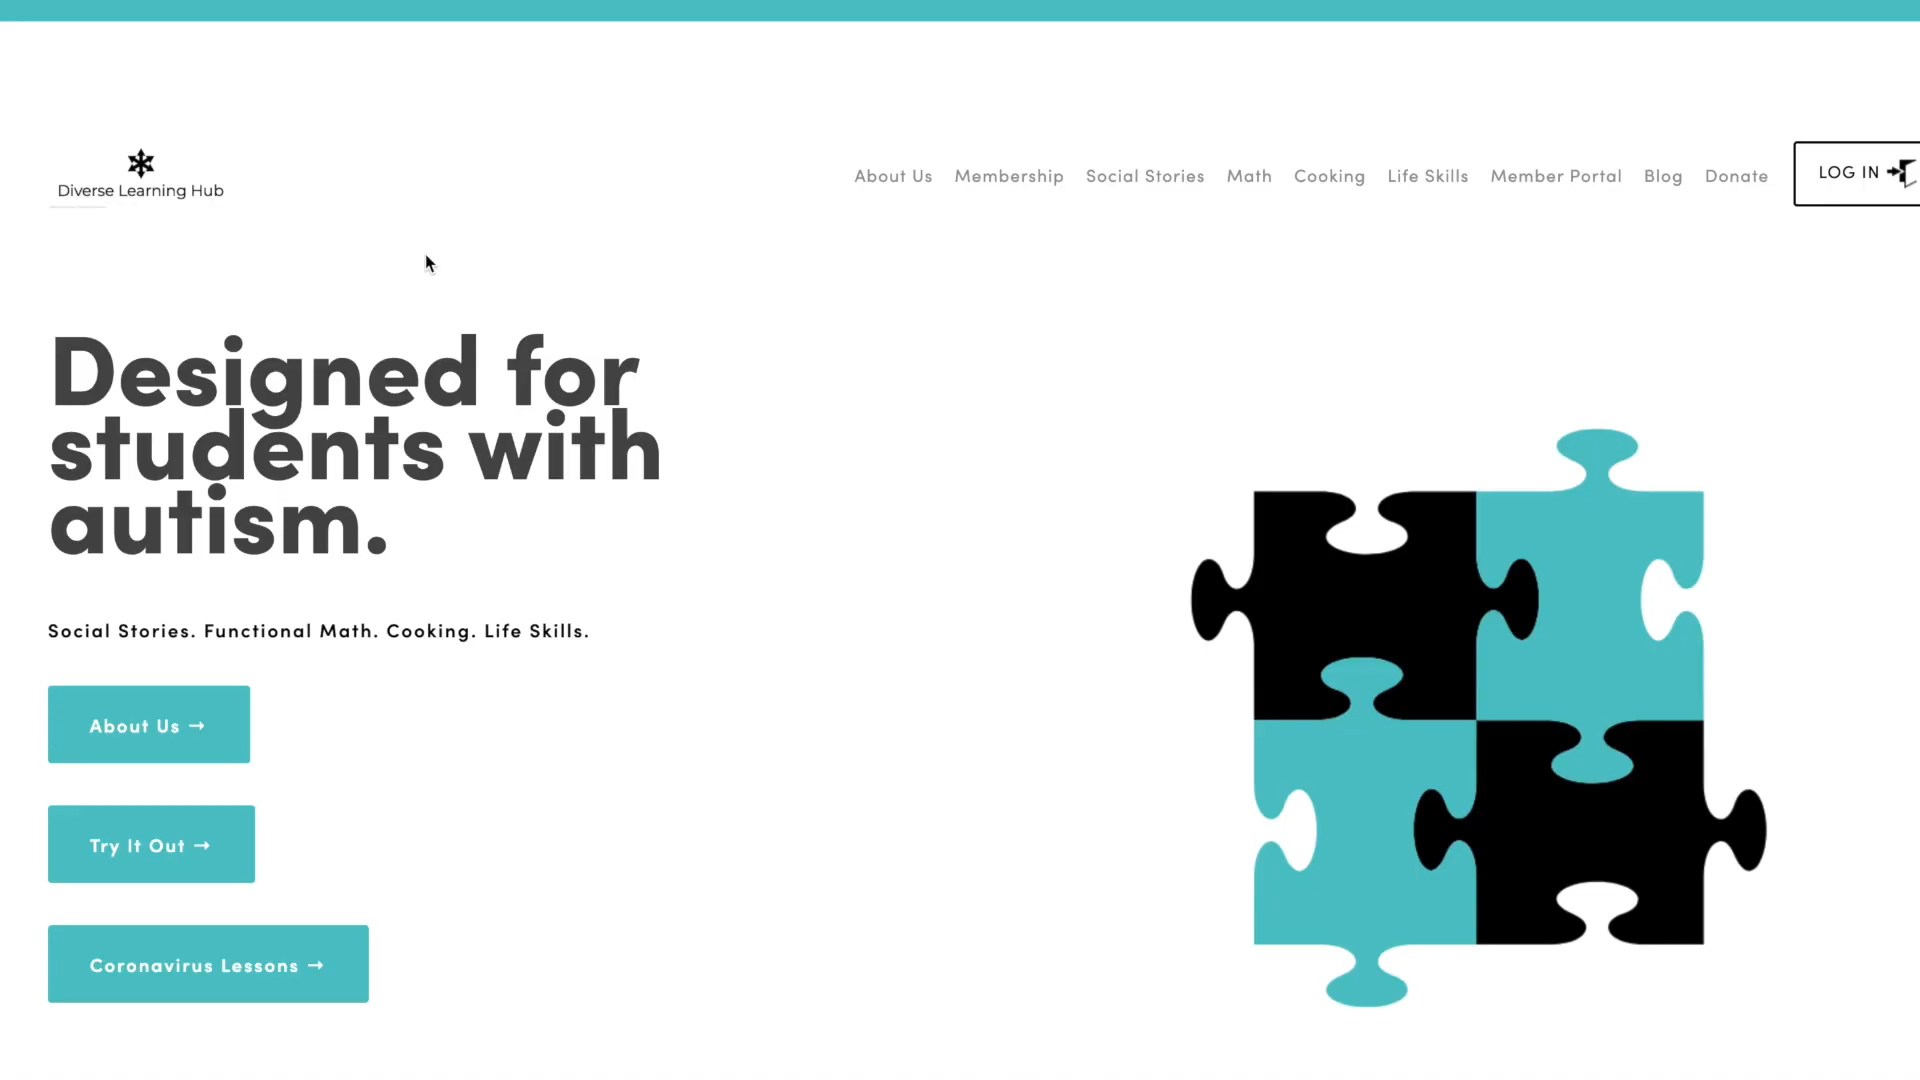 Diverse Learning Hub
About Us Membership Social Stories Math Cooking Life Skills Member Portal Blog Donate
LOG IN
Designed for
students with
autism.
Social Stories. Functional Math. Cooking. Life Skills.
About Us →
Try It Out →
Coronavirus Lessons →